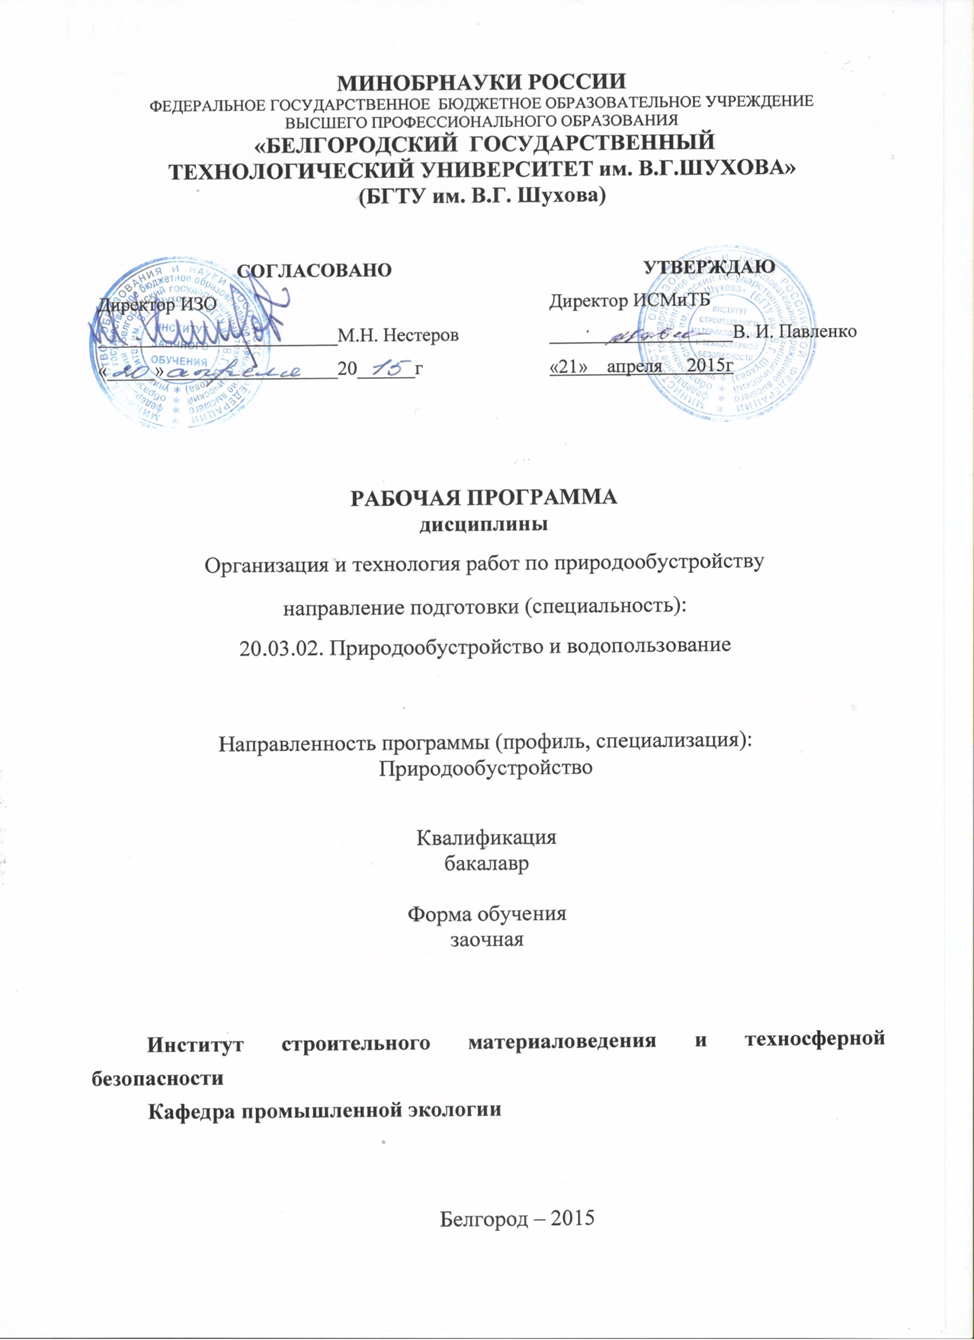 МИНОБРНАУКИ РОССИИ
ФЕДЕРАЛЬНОЕ ГОСУДАРСТВЕННОЕ БЮДЖЕТНОЕ ОБРАЗОВАТЕЛЬНОЕ УЧРЕЖДЕНИЕ
ВЫСШЕГО ПРОФЕССИОНАЛЬНОГО ОБРАЗОВАНИЯ
«БЕЛГОРОДСКИЙ ГОСУДАРСТВЕННЫЙ
ТЕХНОЛОГИЧЕСКИЙ УНИВЕРСИТЕТ им. В.Г.ШУХОВА»
(БГТУ им. В.Г. Шухова)
СОГЛАСОВАНО
Директор ИЗО
М.Н. Нестеров
«20» апреля 2015г
УТВЕРЖДАЮ
Директор ИСМиТБ
В. И. Павленко
«21» апреля 2015г
РАБОЧАЯ ПРОГРАММА
дисциплины
Организация и технология работ по природообустройству
направление подготовки (специальность):
20.03.02. Природообустройство и водопользование
Направленность программы (профиль, специализация):
Природообустройство
Квалификация
бакалавр
Форма обучения
заочная
Институт строительного материаловедения и техносферной
безопасности
Кафедра промышленной экологии
Белгород – 2015